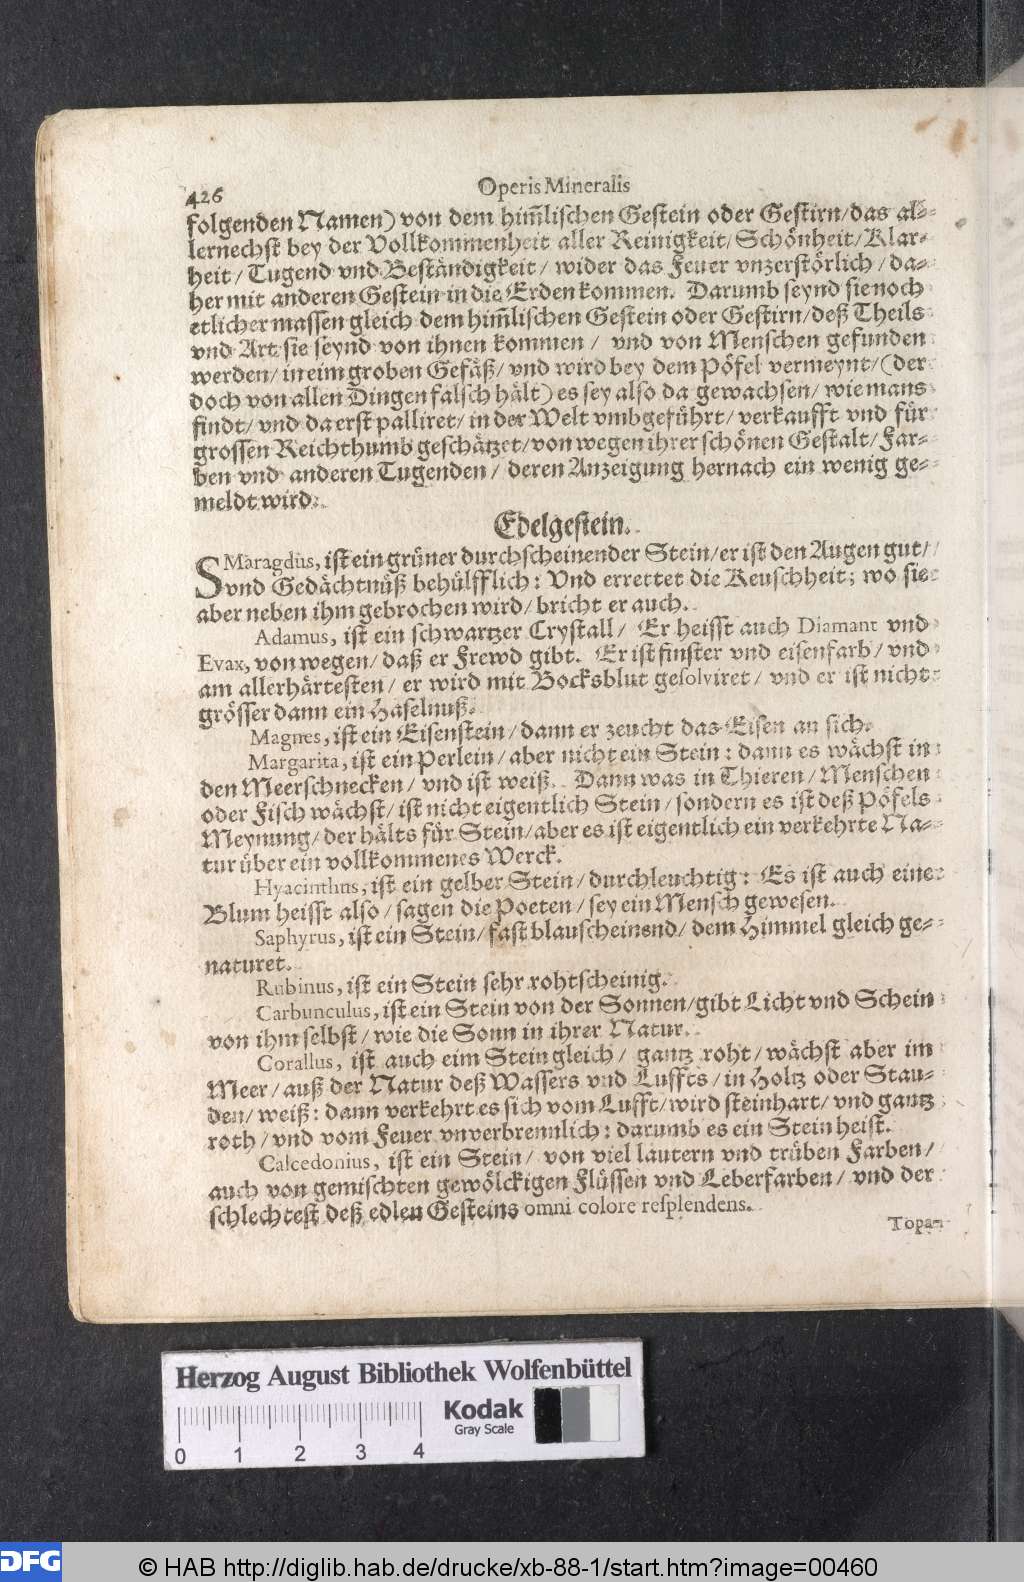 426
Operis Mineralis
folgenden Namen) von dem him̃lischen Gestein oder Gestirn/das al-
lernechst bey der Vollkommenheit aller Reinigkeit/Schönheit/Klar-
heit/Tugend vnd Beständigkeit/ wider das Feuer vnzerstörlich/da-
her mit anderen Gestein in die Erden kommen. Darumb seynd sie noch
etlicher massen gleich dem him̃lischen Gestein oder Gestirn/deß Theils
vnd Art sie seynd von ihnen kommen/ vnd von Menschen gefunden
werden/in eim groben Gefäß/vnd wird bey dem Pöfel vermeynt/(der
doch von allen Dingen falsch hält) es sey also da gewachsen/wie mans
findt/vnd da erst palliret/in der Welt vmbgeführt/verkaufft vnd für
grossen Reichthumb geschätzet/von wegen ihrer schönen Gestalt/Far-
ben vnd anderen Tugenden/ deren Anzeigung hernach ein wenig ge-
meldt wird.
Edelgestein.
SMaragdus, ist ein grüner durchscheinender Stein/er ist den Augen gut/
vnd Gedächtnüß behülfflich: Vnd errettet die Keuschheit; wo sie
aber neben ihm gebrochen wird/bricht er auch.
Adamus, ist ein schwartzer Crystall/ Er heisst auch Diamant vnd
Evax, von wegen/daß er Frewd gibt. Er ist finster vnd eisenfarb/vnd
am allerhärtesten/er wird mit Bocksblut gesolviret/ vnd er ist nicht
grösser dann ein Haselnuß.
Magnes, ist ein Eisenstein/dann er zeucht das Eisen an sich.
Margarita, ist ein Perlein/aber nicht ein Stein: dann es wächst in
den Meerschnecken/vnd ist weiß. Dann was in Thieren/Menschen
oder Fisch wächst/ist nicht eigentlich Stein/sondern es ist deß Pöfels
Meynung/der hälts für Stein/aber es ist eigentlich ein verkehrte Na-
tur über ein vollkommenes Werck.
Hyacinthus, ist ein gelber Stein/durchleuchtig: Es ist auch eine
Blum heisst also/sagen die Poeten/sey ein Mensch gewesen.
Saphyrus, ist ein Stein/fast blauscheinend/dem Himmel gleich ge-
naturet.
Rubinus, ist ein Stein sehr rohtscheinig.
Carbunculus, ist ein Stein von der Sonnen/gibt Licht vnd Schein
von ihm selbst/wie die Sonn in ihrer Natur.
Corallus, ist auch eim Stein gleich/ gantz roht/wächst aber im
Meer/auß der Natur deß Wassers vnd Luffts/in Holtz oder Stau-
den/weiß: dann verkehrt es sich vom Lufft/wird steinhart/vnd gantz
roth/vnd vom Feuer vnverbrennlich: darumb es ein Stein heist.
Calcedonius, ist ein Stein/ von viel lautern vnd trüben Farben/
auch von gemischten gewölckigen Flüssen vnd Leberfarben/ vnd der
schlechtest deß edlen Gesteins omni colore resplendens.
Topa-
Herzog August Bibliothek Wolfenbüttel
Kodak
Gray Scale
0 1 2 3 4
DFG
© HAB http://diglib.hab.de/drucke/xb-88-1/start.htm?image=00460